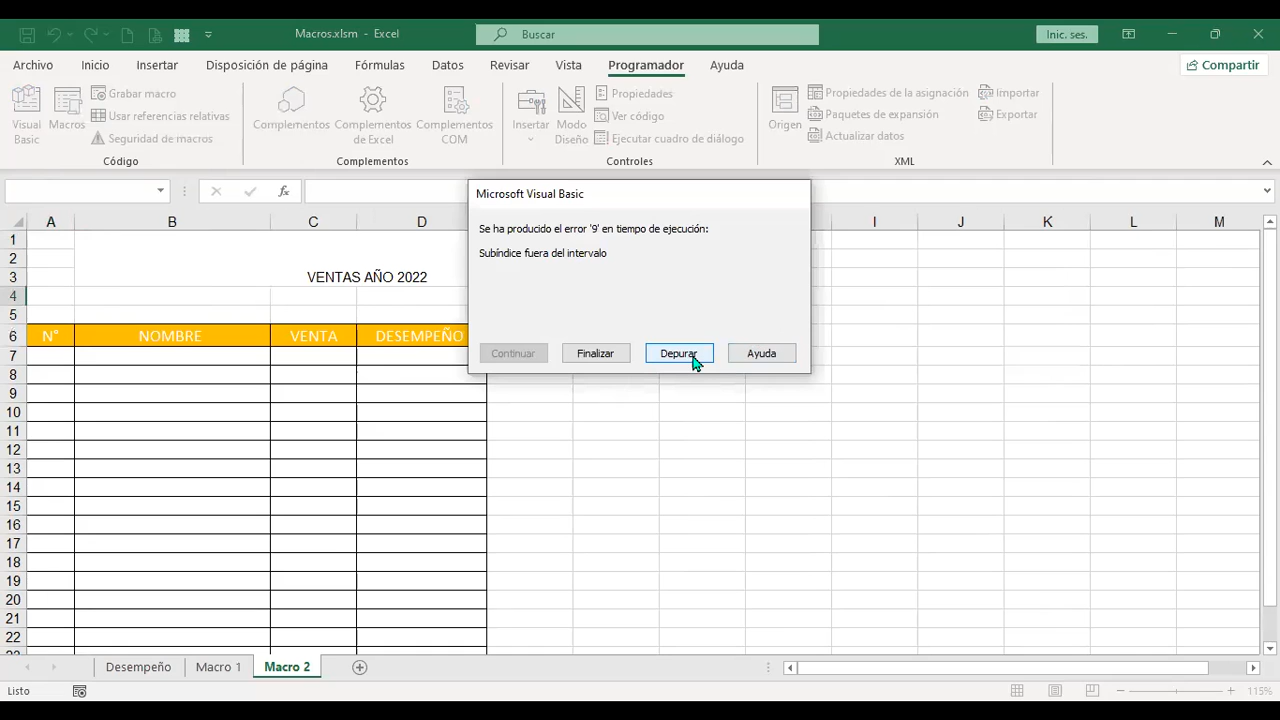 Macros.xlsm - Excel
Buscar
Inic. ses.
Archivo
Inicio
Insertar
Disposición de página
Fórmulas
Datos
Revisar
Vista
Programador
Ayuda
Compartir
Visual Basic
Macros
Grabar macro
Usar referencias relativas
Seguridad de macros
Código
Complementos
Complementos de Excel
Complementos COM
Complementos
Insertar
Modo Diseño
Propiedades
Ver código
Ejecutar cuadro de diálogo
Controles
Origen
Propiedades de la asignación
Paquetes de expansión
Actualizar datos
Importar
Exportar
XML
fx
Microsoft Visual Basic
Se ha producido el error '9' en tiempo de ejecución:
Subíndice fuera del intervalo
Continuar
Finalizar
Depurar
Ayuda
A B C D I J K L M
1
2
3 VENTAS AÑO 2022
4
5
6 N° NOMBRE VENTA DESEMPEÑO
7
8
9
10
11
12
13
14
15
16
17
18
19
20
21
22
23
Desempeño
Macro 1
Macro 2
Listo
115%